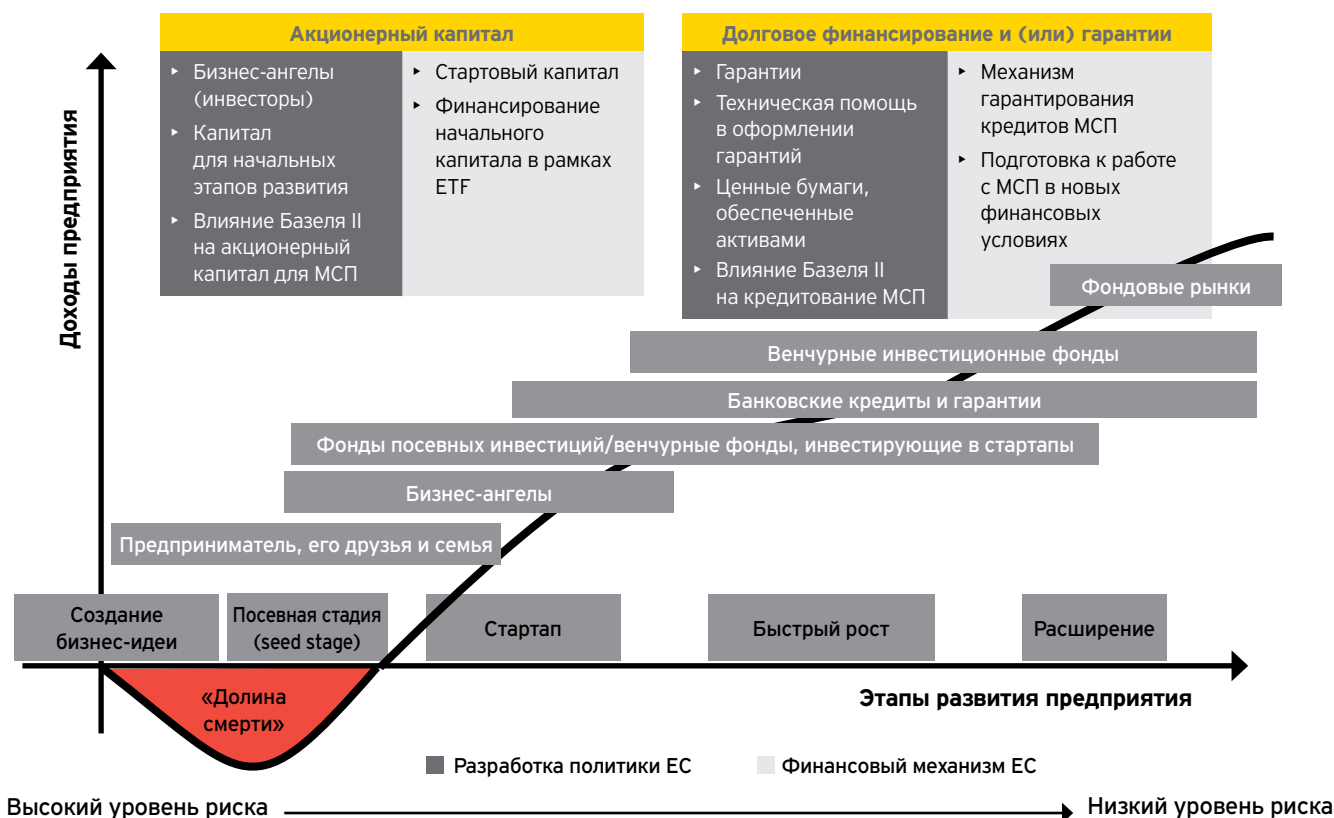 Акционерный капитал
▸ Бизнес-ангелы
(инвесторы)
▸ Капитал
для начальных
этапов развития
▸ Влияние Базеля II
на акционерный
капитал для МСП
▸ Стартовый капитал
▸ Финансирование
начального
капитала в рамках
ETF
Долговое финансирование и (или) гарантии
▸ Гарантии
▸ Техническая помощь
в оформлении
гарантий
▸ Ценные бумаги,
обеспеченные
активами
▸ Влияние Базеля II
на кредитование МСП
▸ Механизм
гарантирования
кредитов МСП
▸ Подготовка к работе
с МСП в новых
финансовых
условиях
Доходы предприятия
Фондовые рынки
Венчурные инвестиционные фонды
Банковские кредиты и гарантии
Фонды посевных инвестиций/венчурные фонды, инвестирующие в стартапы
Бизнес-ангелы
Предприниматель, его друзья и семья
Создание
бизнес-идеи
Посевная стадия
(seed stage)
Стартап
Быстрый рост
Расширение
«Долина
смерти»
Этапы развития предприятия
Разработка политики ЕС
Финансовый механизм ЕС
Высокий уровень риска
Низкий уровень риска